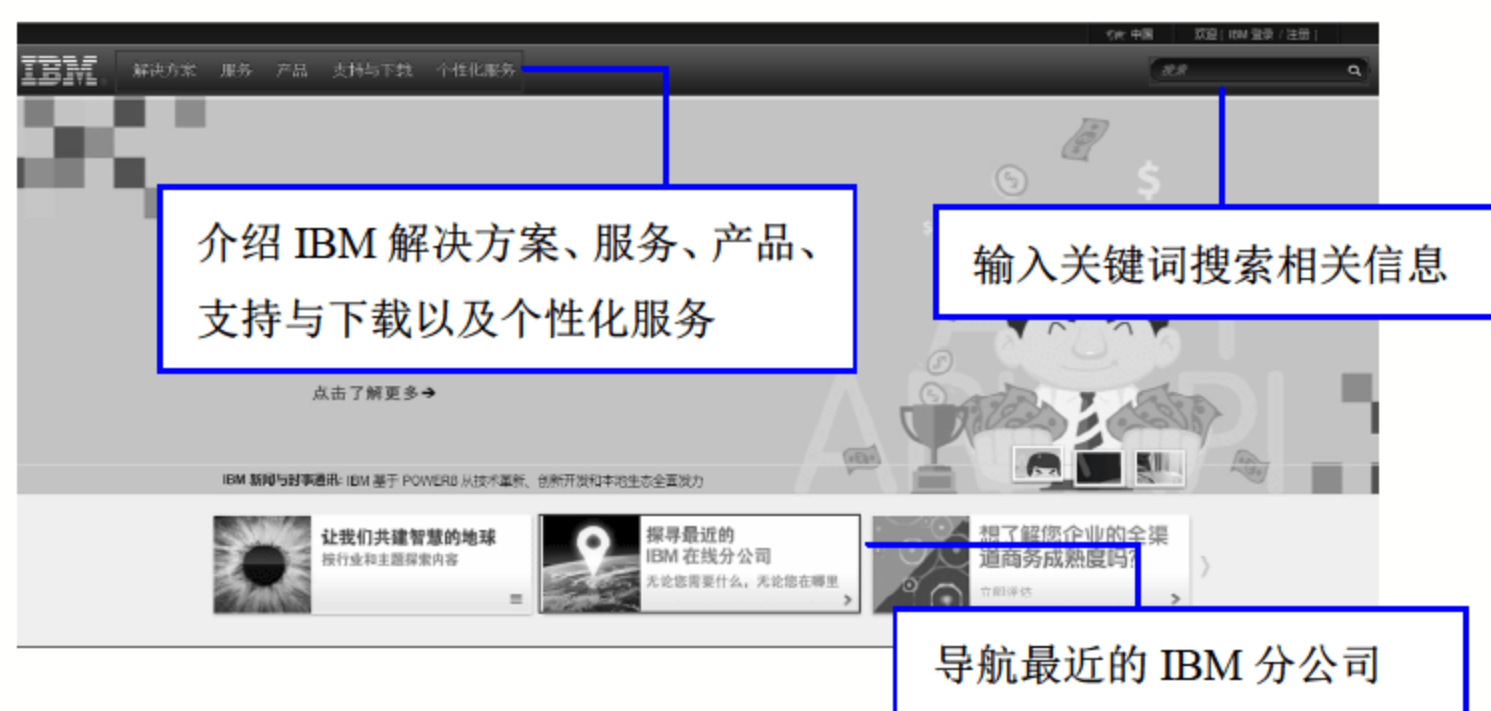 中国 欢迎 [ IBM 登录 / 注册 ]
IBM 解决方案 服务 产品 支持与下载 个性化服务 搜索
介绍 IBM 解决方案、服务、产品、
支持与下载以及个性化服务
输入关键词搜索相关信息
点击了解更多→
IBM 新闻与时事通讯: IBM 基于 POWER8 从技术革新、创新开发和本地生态全面发力
让我们共建智慧的地球
按行业和主题探索内容
探寻最近的
IBM 在线分公司
无论您需要什么，无论您在哪里
想了解您企业的全渠
道商务成熟度吗?
立即评估
导航最近的 IBM 分公司